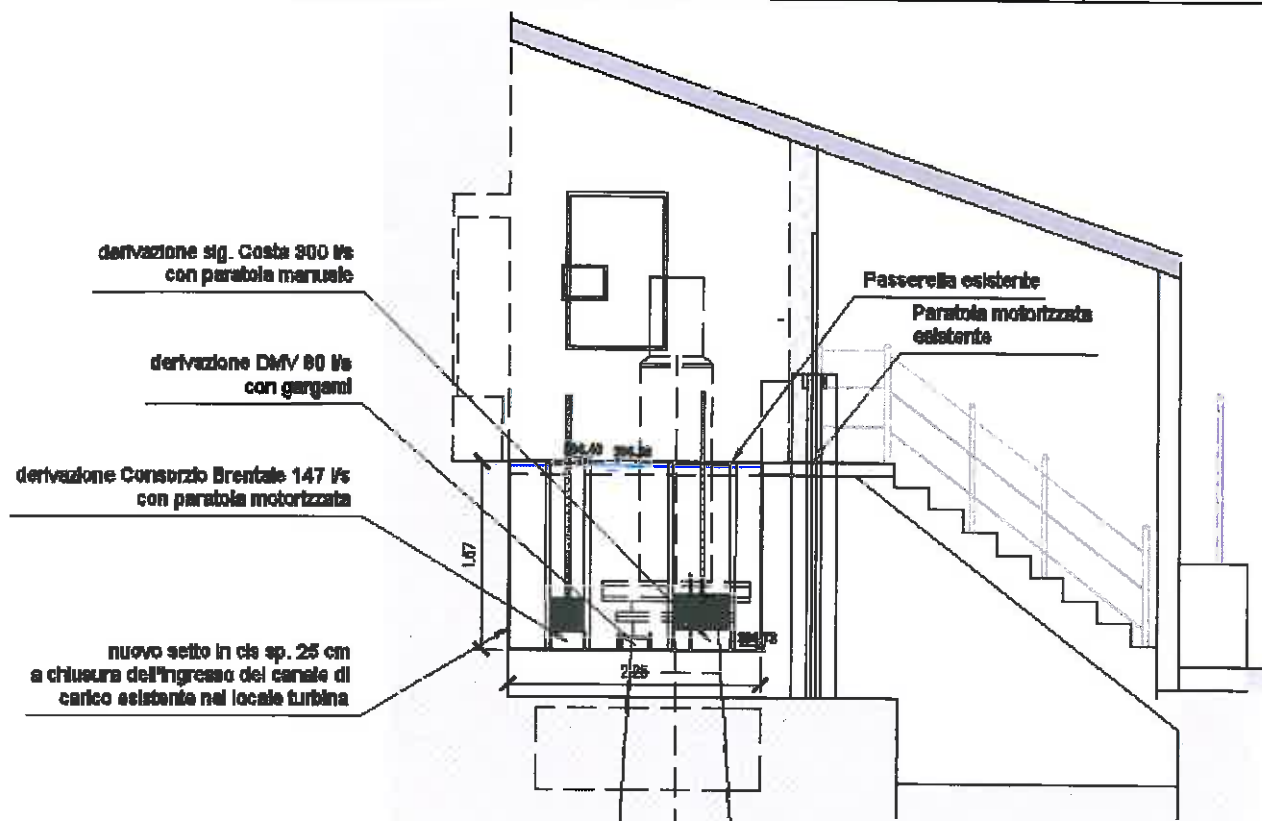 derivazione sig. Costa 300 l/s
con paratoia manuale
derivazione DMV 80 l/s
con gargami
derivazione Consorzio Brentale 147 l/s
con paratoia motorizzata
nuovo setto in cls sp. 25 cm
a chiusura dell'ingresso del canale di
carico esistente nel locale turbina
Passerella esistente
Paratoia motorizzata
esistente
1.67
2.25